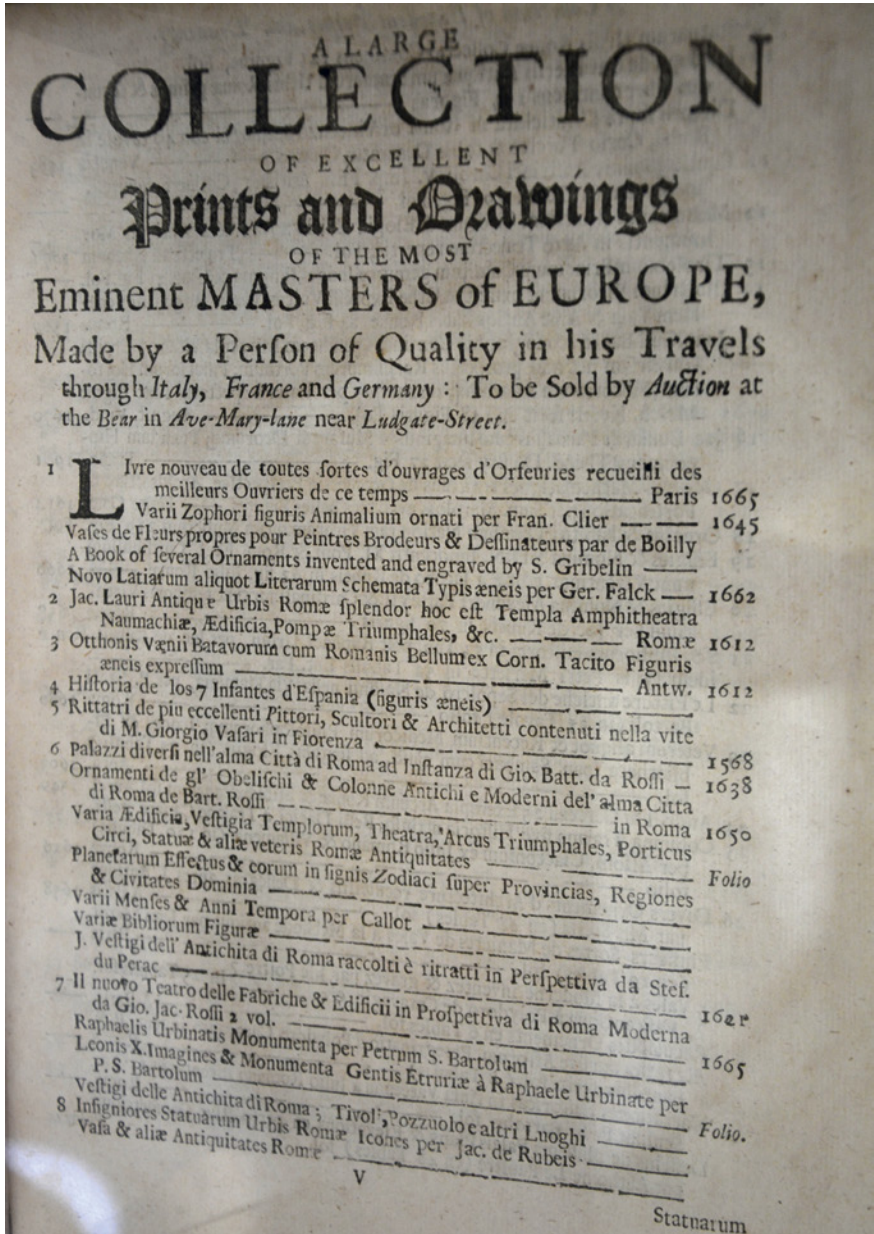 A LARGE
COLLECTION
OF EXCELLENT
Prints and Drawings
OF THE MOST
Eminent MASTERS of EUROPE,
Made by a Perſon of Quality in his Travels
through Italy, France and Germany : To be Sold by Auction at
the Bear in Ave-Mary-lane near Ludgate-Street.
1 LIvre nouveau de toutes ſortes d'ouvrages d'Orfeuries recueilli des
meilleurs Ouvriers de ce temps — Paris 1665
Varii Zophori figuris Animalium ornati per Fran. Clier — 1645
Vaſes de Fleurs propres pour Peintres Brodeurs & Deſſinateurs par de Boilly
A Book of ſeveral Ornaments invented and engraved by S. Gribelin —
Novo Latiarum aliquot Literarum Schemata Typis æneis per Ger. Falck — 1662
2 Jac. Lauri Antiquæ Urbis Romæ ſplendor hoc eſt Templa Amphitheatra
Naumachiæ, Ædificia, Pompæ Triumphales, &c. — Romæ 1612
3 Otthonis Vænii Batavorum cum Romanis Bellum ex Corn. Tacito Figuris
æneis expreſſum — Antw. 1612
4 Hiſtoria de los 7 Infantes d'Eſpania (figuris æneis) —
5 Rittatri de piu eccellenti Pittori, Scultori & Architetti contenuti nella vite
di M. Giorgio Vaſari in Fiorenza — 1568
6 Palazzi diverſi nell'alma Città di Roma ad Inſtanza di Gio. Batt. da Roſſi — 1638
Ornamenti de gl' Obeliſchi & Colonne Antichi e Moderni del' alma Citta
di Roma de Bart. Roſſi — in Roma 1650
Varia Ædificia, Veſtigia Templorum, Theatra, Arcus Triumphales, Porticus
Circi, Statuæ & aliæ veteris Romæ Antiquitates — Folio
Planetarum Effectus & eorum in ſignis Zodiaci ſuper Provincias, Regiones
& Civitates Dominia —
Varii Menſes & Anni Tempora per Callot —
Variæ Bibliorum Figuræ —
J. Veſtigi dell' Antichita di Roma raccolti è ritratti in Perſpettiva da Steſ.
du Perac — 1621
7 Il nuovo Teatro delle Fabriche & Edificii in Proſpettiva di Roma Moderna
da Gio. Jac. Roſſi 2 vol. — 1665
Raphaelis Urbinatis Monumenta per Petrum S. Bartolum —
Leonis X. Imagines & Monumenta Gentis Etruriæ à Raphaele Urbinate per
P. S. Bartolum — Folio.
Veſtigi delle Antichita di Roma, Tivoli, Pozzuolo e altri Luoghi —
8 Inſigniores Statuarum Urbis Romæ Icones per Jac. de Rubeis —
Vaſa & aliæ Antiquitates Rome —
V
Statuarum